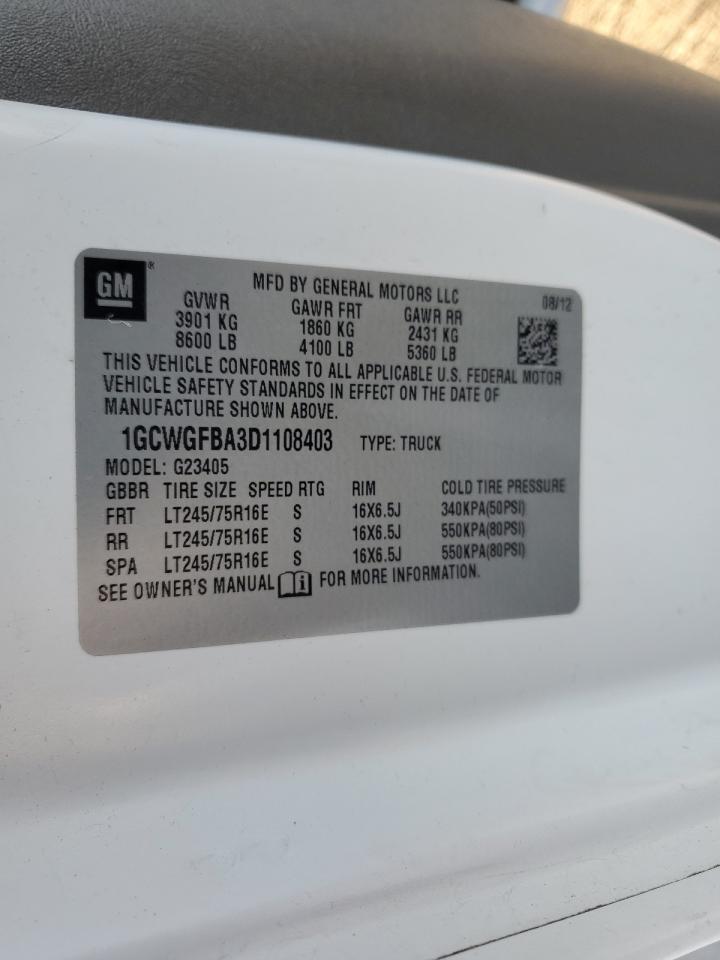 GM ®
MFD BY GENERAL MOTORS LLC 08/12
GVWR GAWR FRT GAWR RR
3901 KG 1860 KG 2431 KG
8600 LB 4100 LB 5360 LB
THIS VEHICLE CONFORMS TO ALL APPLICABLE U.S. FEDERAL MOTOR
VEHICLE SAFETY STANDARDS IN EFFECT ON THE DATE OF
MANUFACTURE SHOWN ABOVE.
1GCWGFBA3D1108403 TYPE: TRUCK
MODEL: G23405
GBBR TIRE SIZE SPEED RTG RIM COLD TIRE PRESSURE
FRT LT245/75R16E S 16X6.5J 340KPA(50PSI)
RR LT245/75R16E S 16X6.5J 550KPA(80PSI)
SPA LT245/75R16E S 16X6.5J 550KPA(80PSI)
SEE OWNER'S MANUAL i FOR MORE INFORMATION.